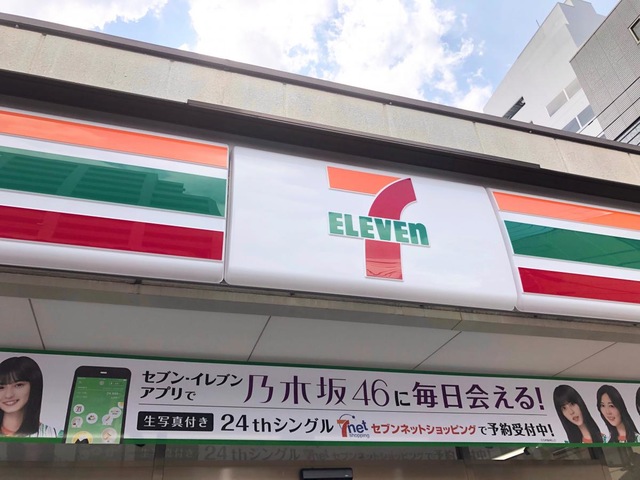 7
ELEVEn
セブン-イレブン
アプリで
乃木坂46に毎日会える!
生写真付き 24thシングル 7net shopping セブンネットショッピングで予約受付中!